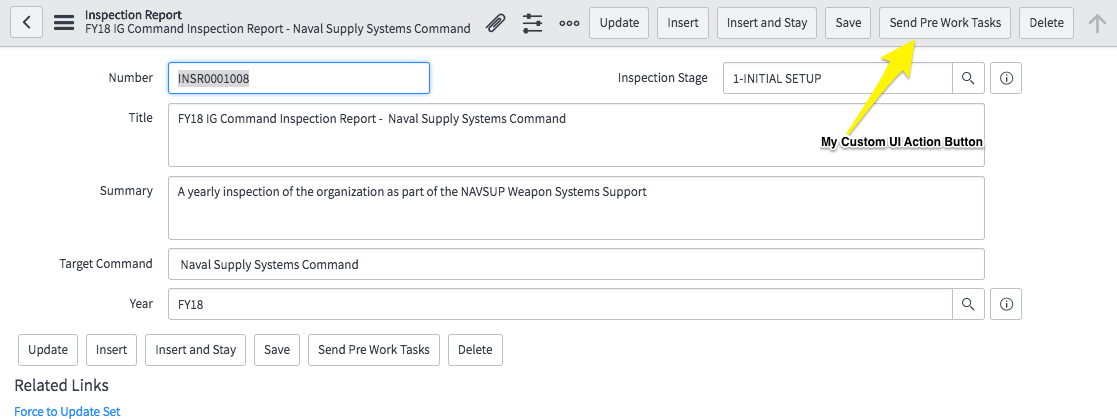 Inspection Report
FY18 IG Command Inspection Report - Naval Supply Systems Command
Update Insert Insert and Stay Save Send Pre Work Tasks Delete
Number INSR0001008 Inspection Stage 1-INITIAL SETUP
Title FY18 IG Command Inspection Report - Naval Supply Systems Command
My Custom UI Action Button
Summary A yearly inspection of the organization as part of the NAVSUP Weapon Systems Support
Target Command Naval Supply Systems Command
Year FY18
Update Insert Insert and Stay Save Send Pre Work Tasks Delete
Related Links
Force to Update Set